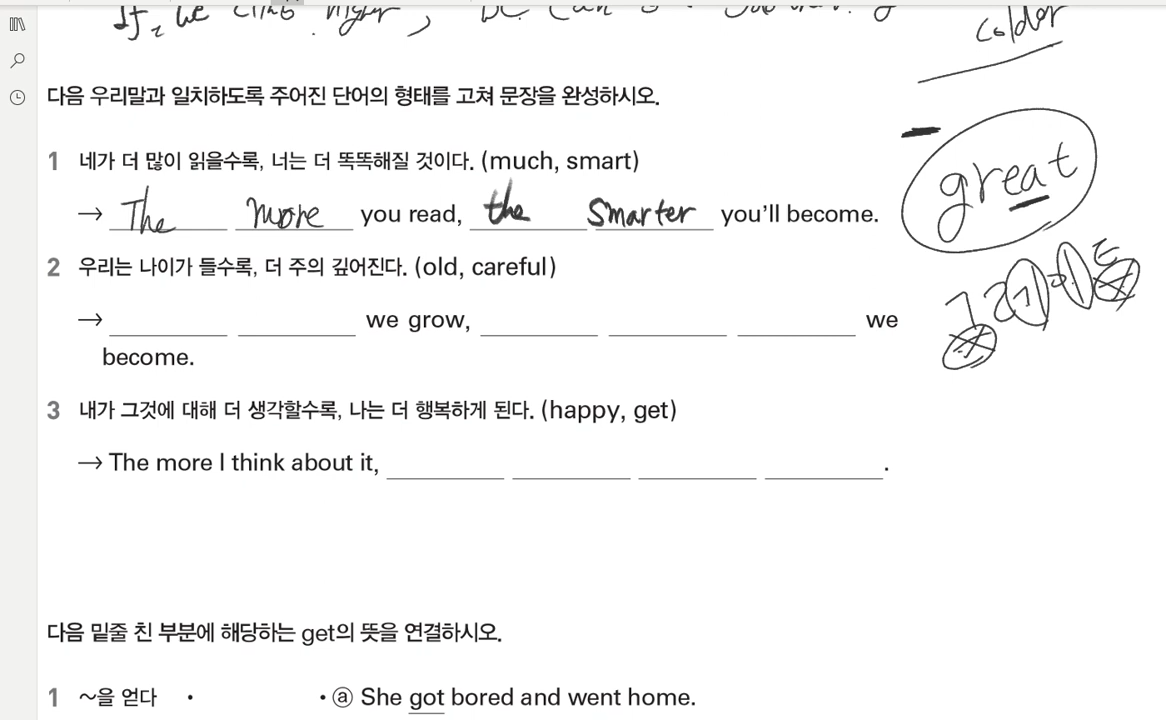 higher,
colder
다음 우리말과 일치하도록 주어진 단어의 형태를 고쳐 문장을 완성하시오.
great
1 네가 더 많이 읽을수록, 너는 더 똑똑해질 것이다. (much, smart)
→ The more you read, the smarter you'll become.
2 우리는 나이가 들수록, 더 주의 깊어진다. (old, careful)
→ we grow, we
become.
3 내가 그것에 대해 더 생각할수록, 나는 더 행복하게 된다. (happy, get)
→ The more I think about it, .
다음 밑줄 친 부분에 해당하는 get의 뜻을 연결하시오.
1 ~을 얻다 • • ⓐ She got bored and went home.